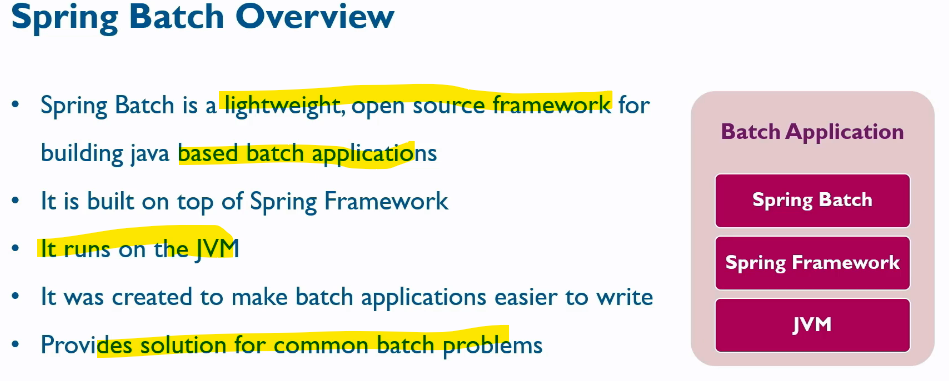 Spring Batch Overview
• Spring Batch is a lightweight, open source framework for
building java based batch applications
• It is built on top of Spring Framework
• It runs on the JVM
• It was created to make batch applications easier to write
• Provides solution for common batch problems
Batch Application
Spring Batch
Spring Framework
JVM